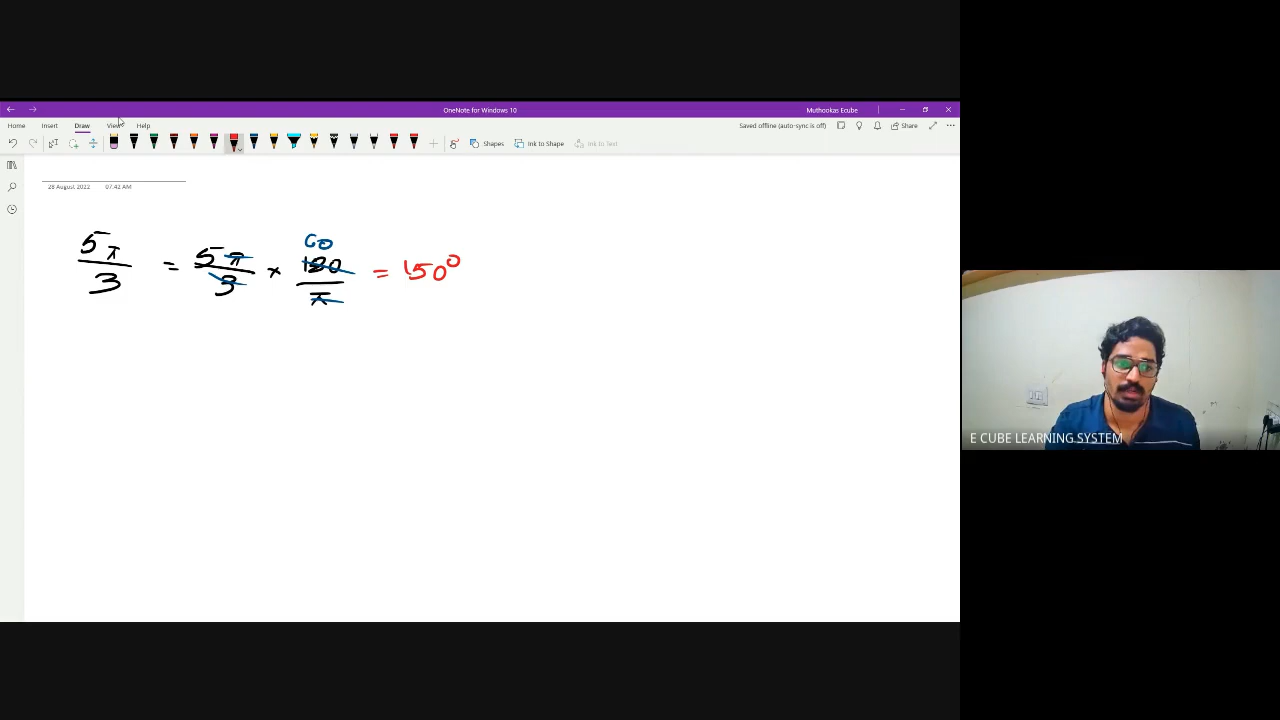 OneNote for Windows 10
Muthookas Ecube
Home Insert Draw View Help
Saved offline (auto-sync is off)
Share
Shapes
Ink to Shape
Ink to Text
28 August 2022 07.42 AM
5π/3 = 5π/3 × 180/π = 150°
60
E CUBE LEARNING SYSTEM